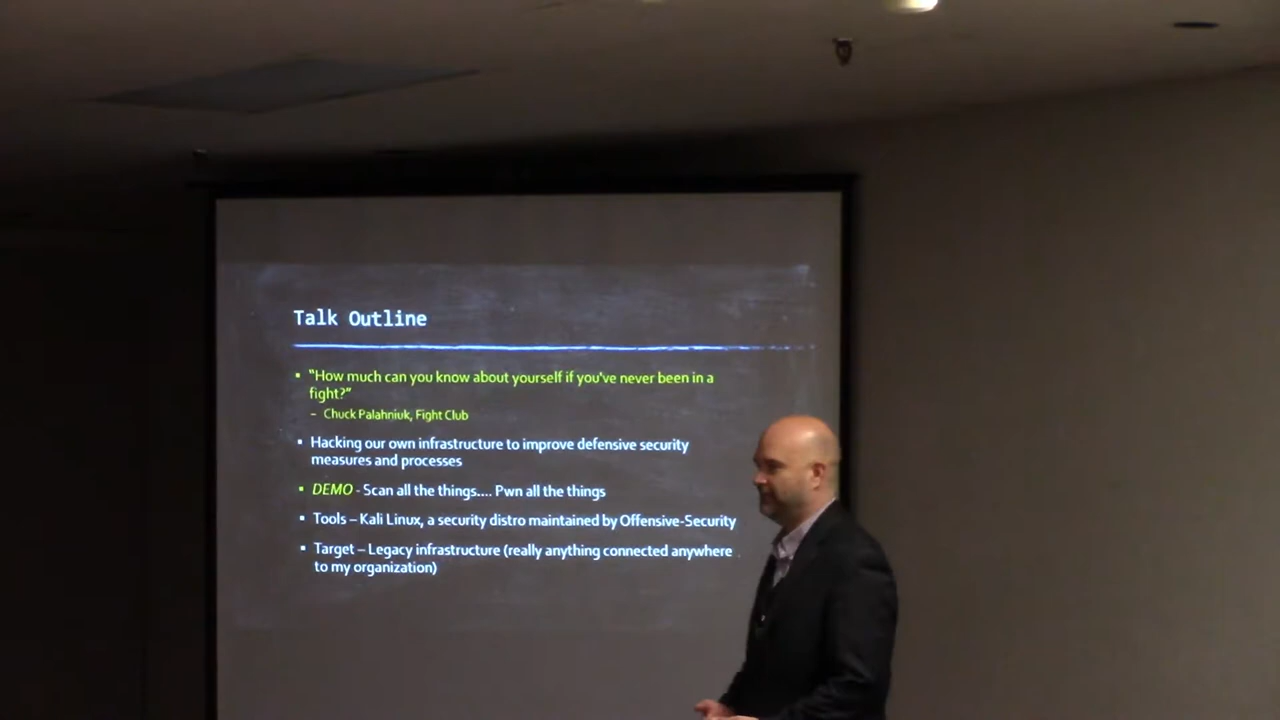 Talk Outline
▪ "How much can you know about yourself if you've never been in a
fight?"
– Chuck Palahniuk, Fight Club
▪ Hacking our own infrastructure to improve defensive security
measures and processes
▪ DEMO - Scan all the things.... Pwn all the things
▪ Tools – Kali Linux, a security distro maintained by Offensive-Security
▪ Target – Legacy infrastructure (really anything connected anywhere
to my organization)